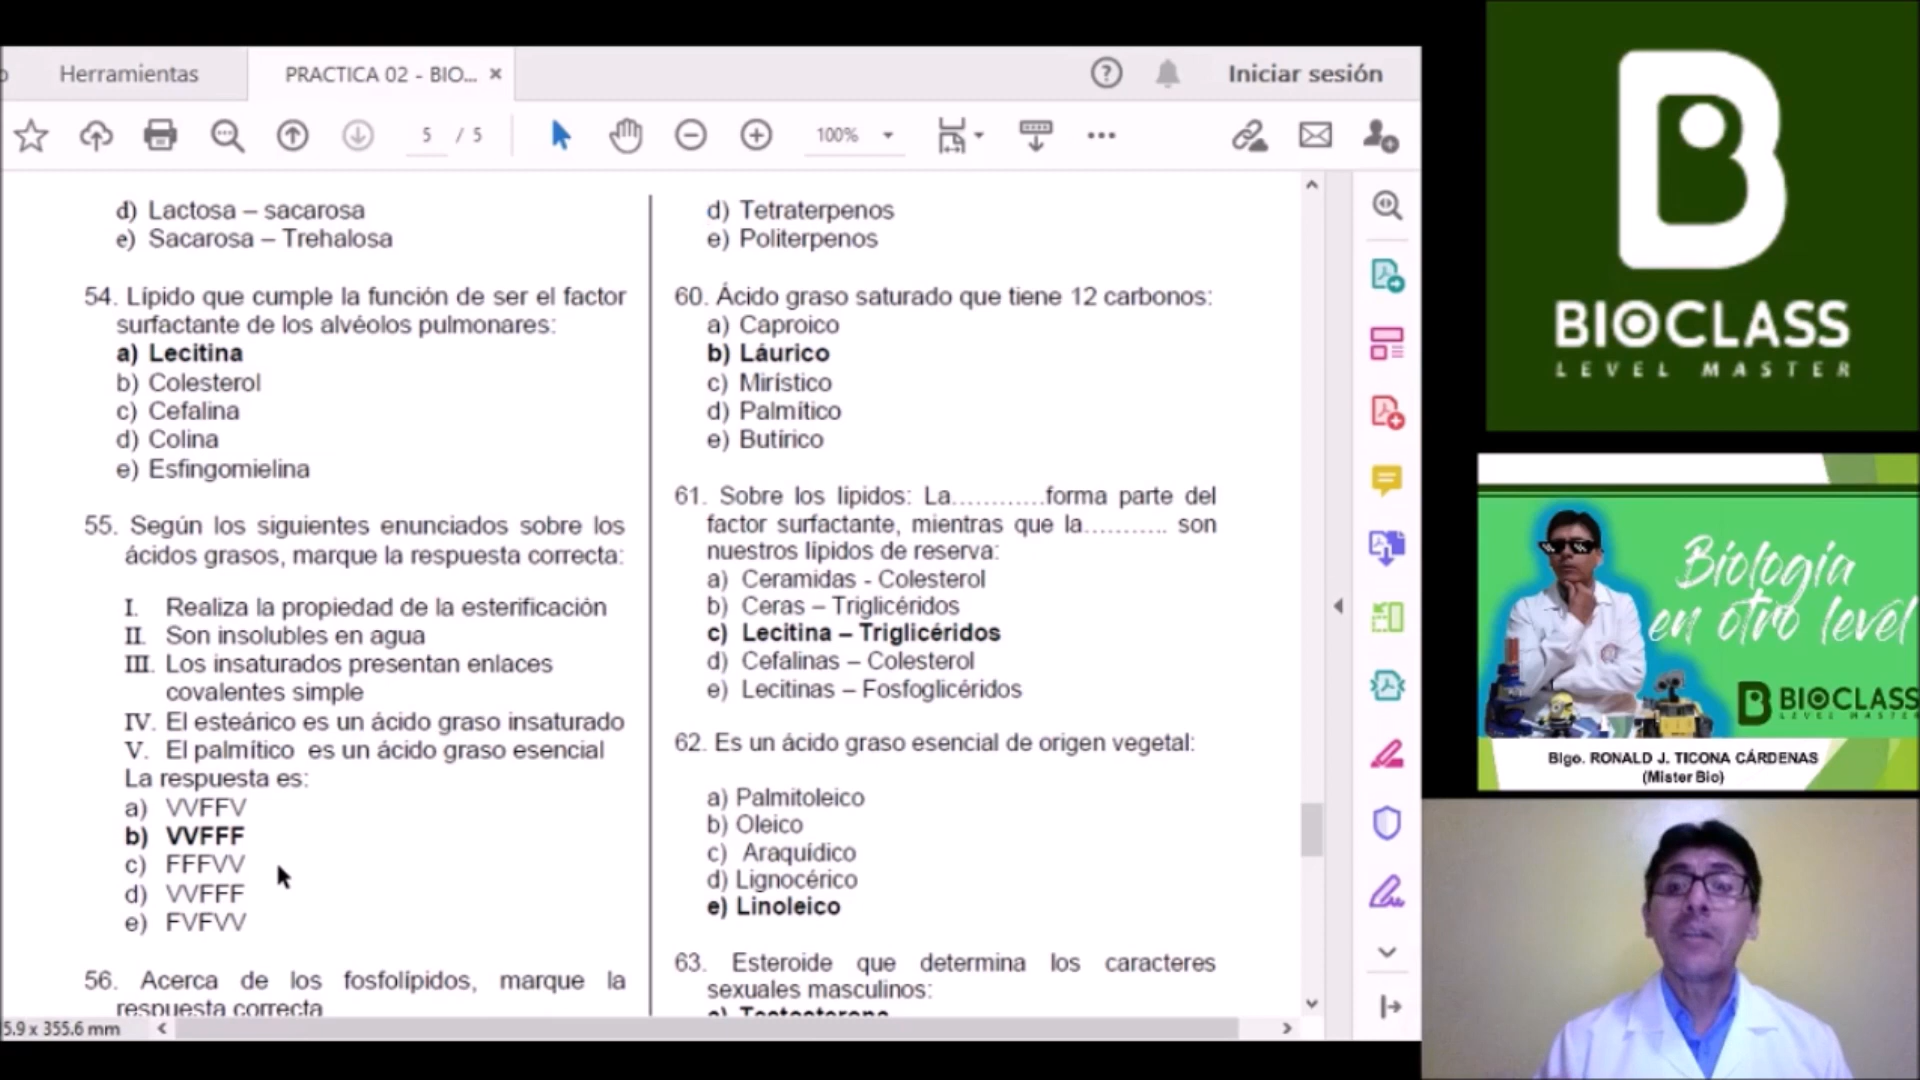 Herramientas
PRACTICA 02 - BIO... ×
Iniciar sesión
5 / 5
100%
d) Lactosa – sacarosa
e) Sacarosa – Trehalosa
54. Lípido que cumple la función de ser el factor
surfactante de los alvéolos pulmonares:
a) Lecitina
b) Colesterol
c) Cefalina
d) Colina
e) Esfingomielina
55. Según los siguientes enunciados sobre los
ácidos grasos, marque la respuesta correcta:
I. Realiza la propiedad de la esterificación
II. Son insolubles en agua
III. Los insaturados presentan enlaces
covalentes simple
IV. El esteárico es un ácido graso insaturado
V. El palmítico es un ácido graso esencial
La respuesta es:
a) VVFFV
b) VVFFF
c) FFFVV
d) VVFFF
e) FVFVV
56. Acerca de los fosfolípidos, marque la
respuesta correcta
d) Tetraterpenos
e) Politerpenos
60. Ácido graso saturado que tiene 12 carbonos:
a) Caproico
b) Láurico
c) Mirístico
d) Palmítico
e) Butírico
61. Sobre los lípidos: La............forma parte del
factor surfactante, mientras que la........... son
nuestros lípidos de reserva:
a) Ceramidas - Colesterol
b) Ceras – Triglicéridos
c) Lecitina – Triglicéridos
d) Cefalinas – Colesterol
e) Lecitinas – Fosfoglicéridos
62. Es un ácido graso esencial de origen vegetal:
a) Palmitoleico
b) Oleico
c) Araquídico
d) Lignocérico
e) Linoleico
63. Esteroide que determina los caracteres
sexuales masculinos:
a) Testosterona
5.9 x 355.6 mm
BIOCLASS
LEVEL MASTER
Biología
en otro level
BIOCLASS
LEVEL MASTER
Blgo. RONALD J. TICONA CÁRDENAS
(Mister Bio)